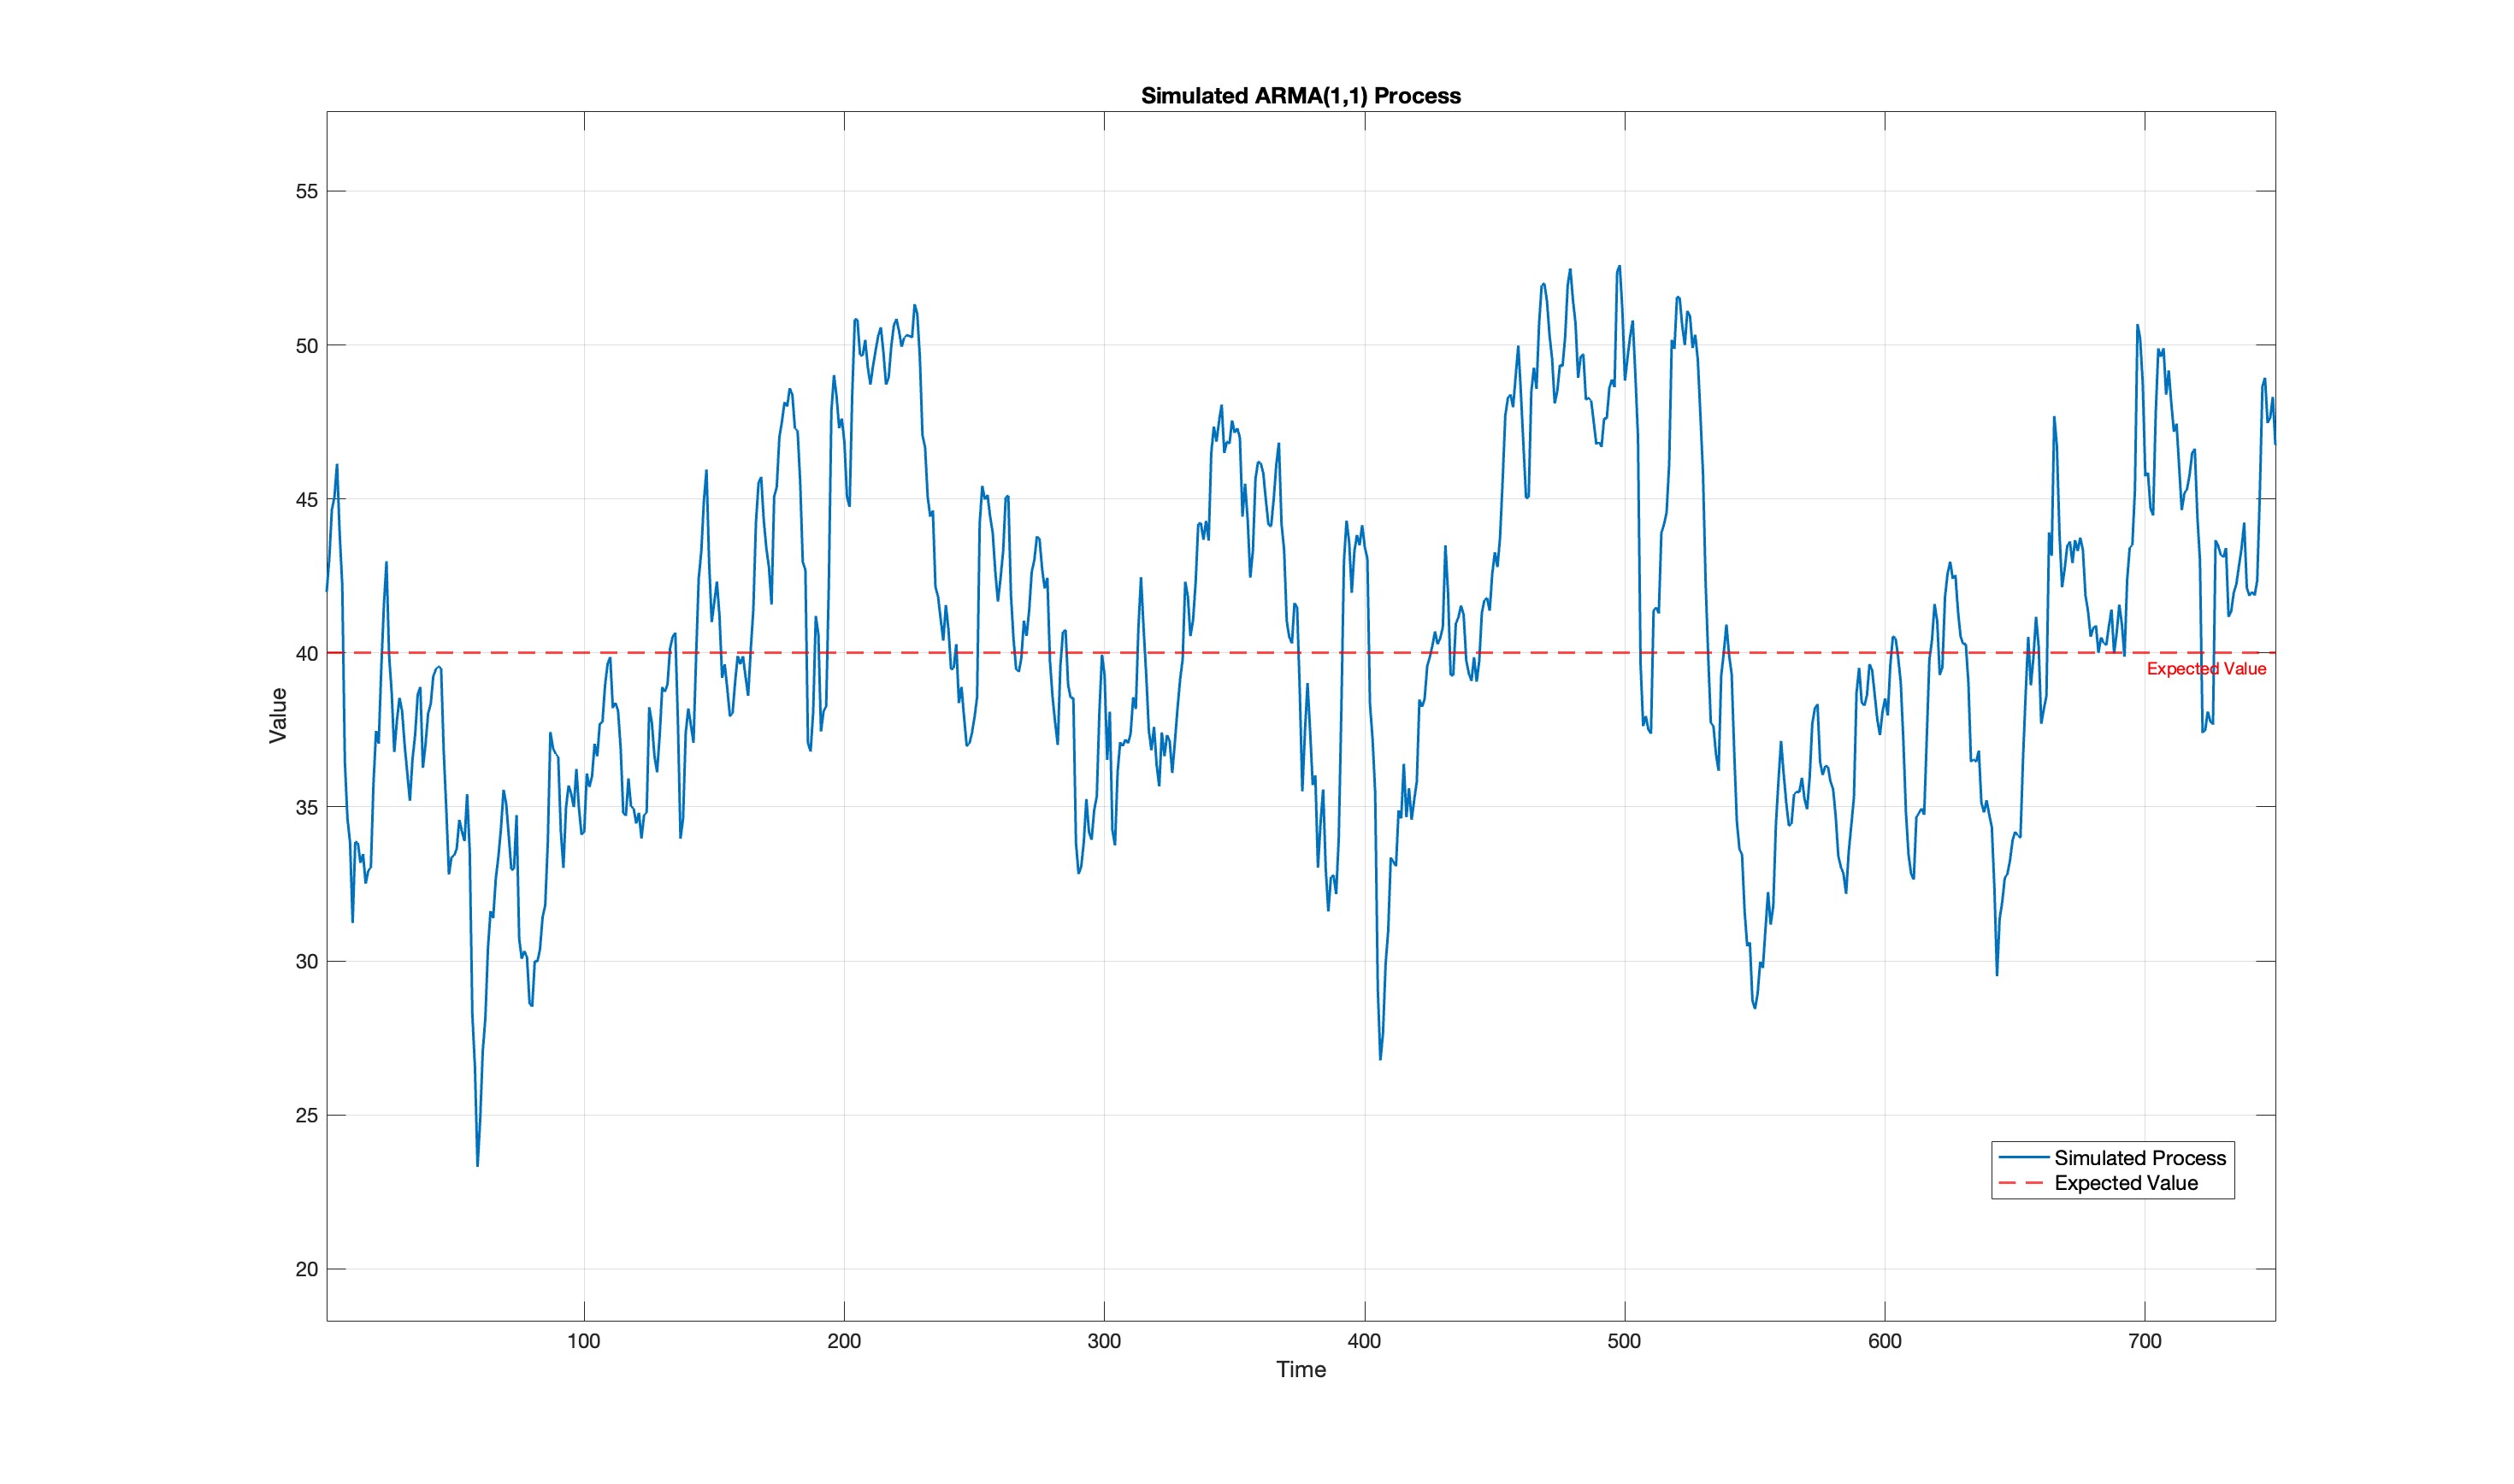 Simulated ARMA(1,1) Process
55
50
45
40
35
30
25
20
Value
Expected Value
Simulated Process
Expected Value
100 200 300 400 500 600 700
Time